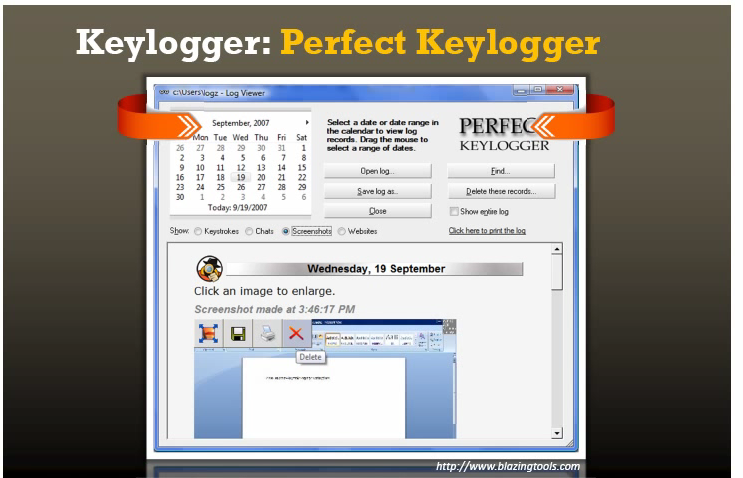 Keylogger: Perfect Keylogger
c:\Users\logz - Log Viewer
September, 2007
Mon Tue Wed Thu Fri Sat
26 27 28 29 30 31 1
2 3 4 5 6 7 8
9 10 11 12 13 14 15
16 17 18 19 20 21 22
23 24 25 26 27 28 29
30 1 2 3 4 5 6
Today: 9/19/2007
Select a date or date range in
the calendar to view log
records. Drag the mouse to
select a range of dates.
PERFEC
KEYLOGGER
Open log...
Find...
Save log as..
Delete these records...
Close
Show entire log
Show:
Keystrokes
Chats
Screenshots
Websites
Click here to print the log
Wednesday, 19 September
Click an image to enlarge.
Screenshot made at 3:46:17 PM
Delete
http://www.blazingtools.com